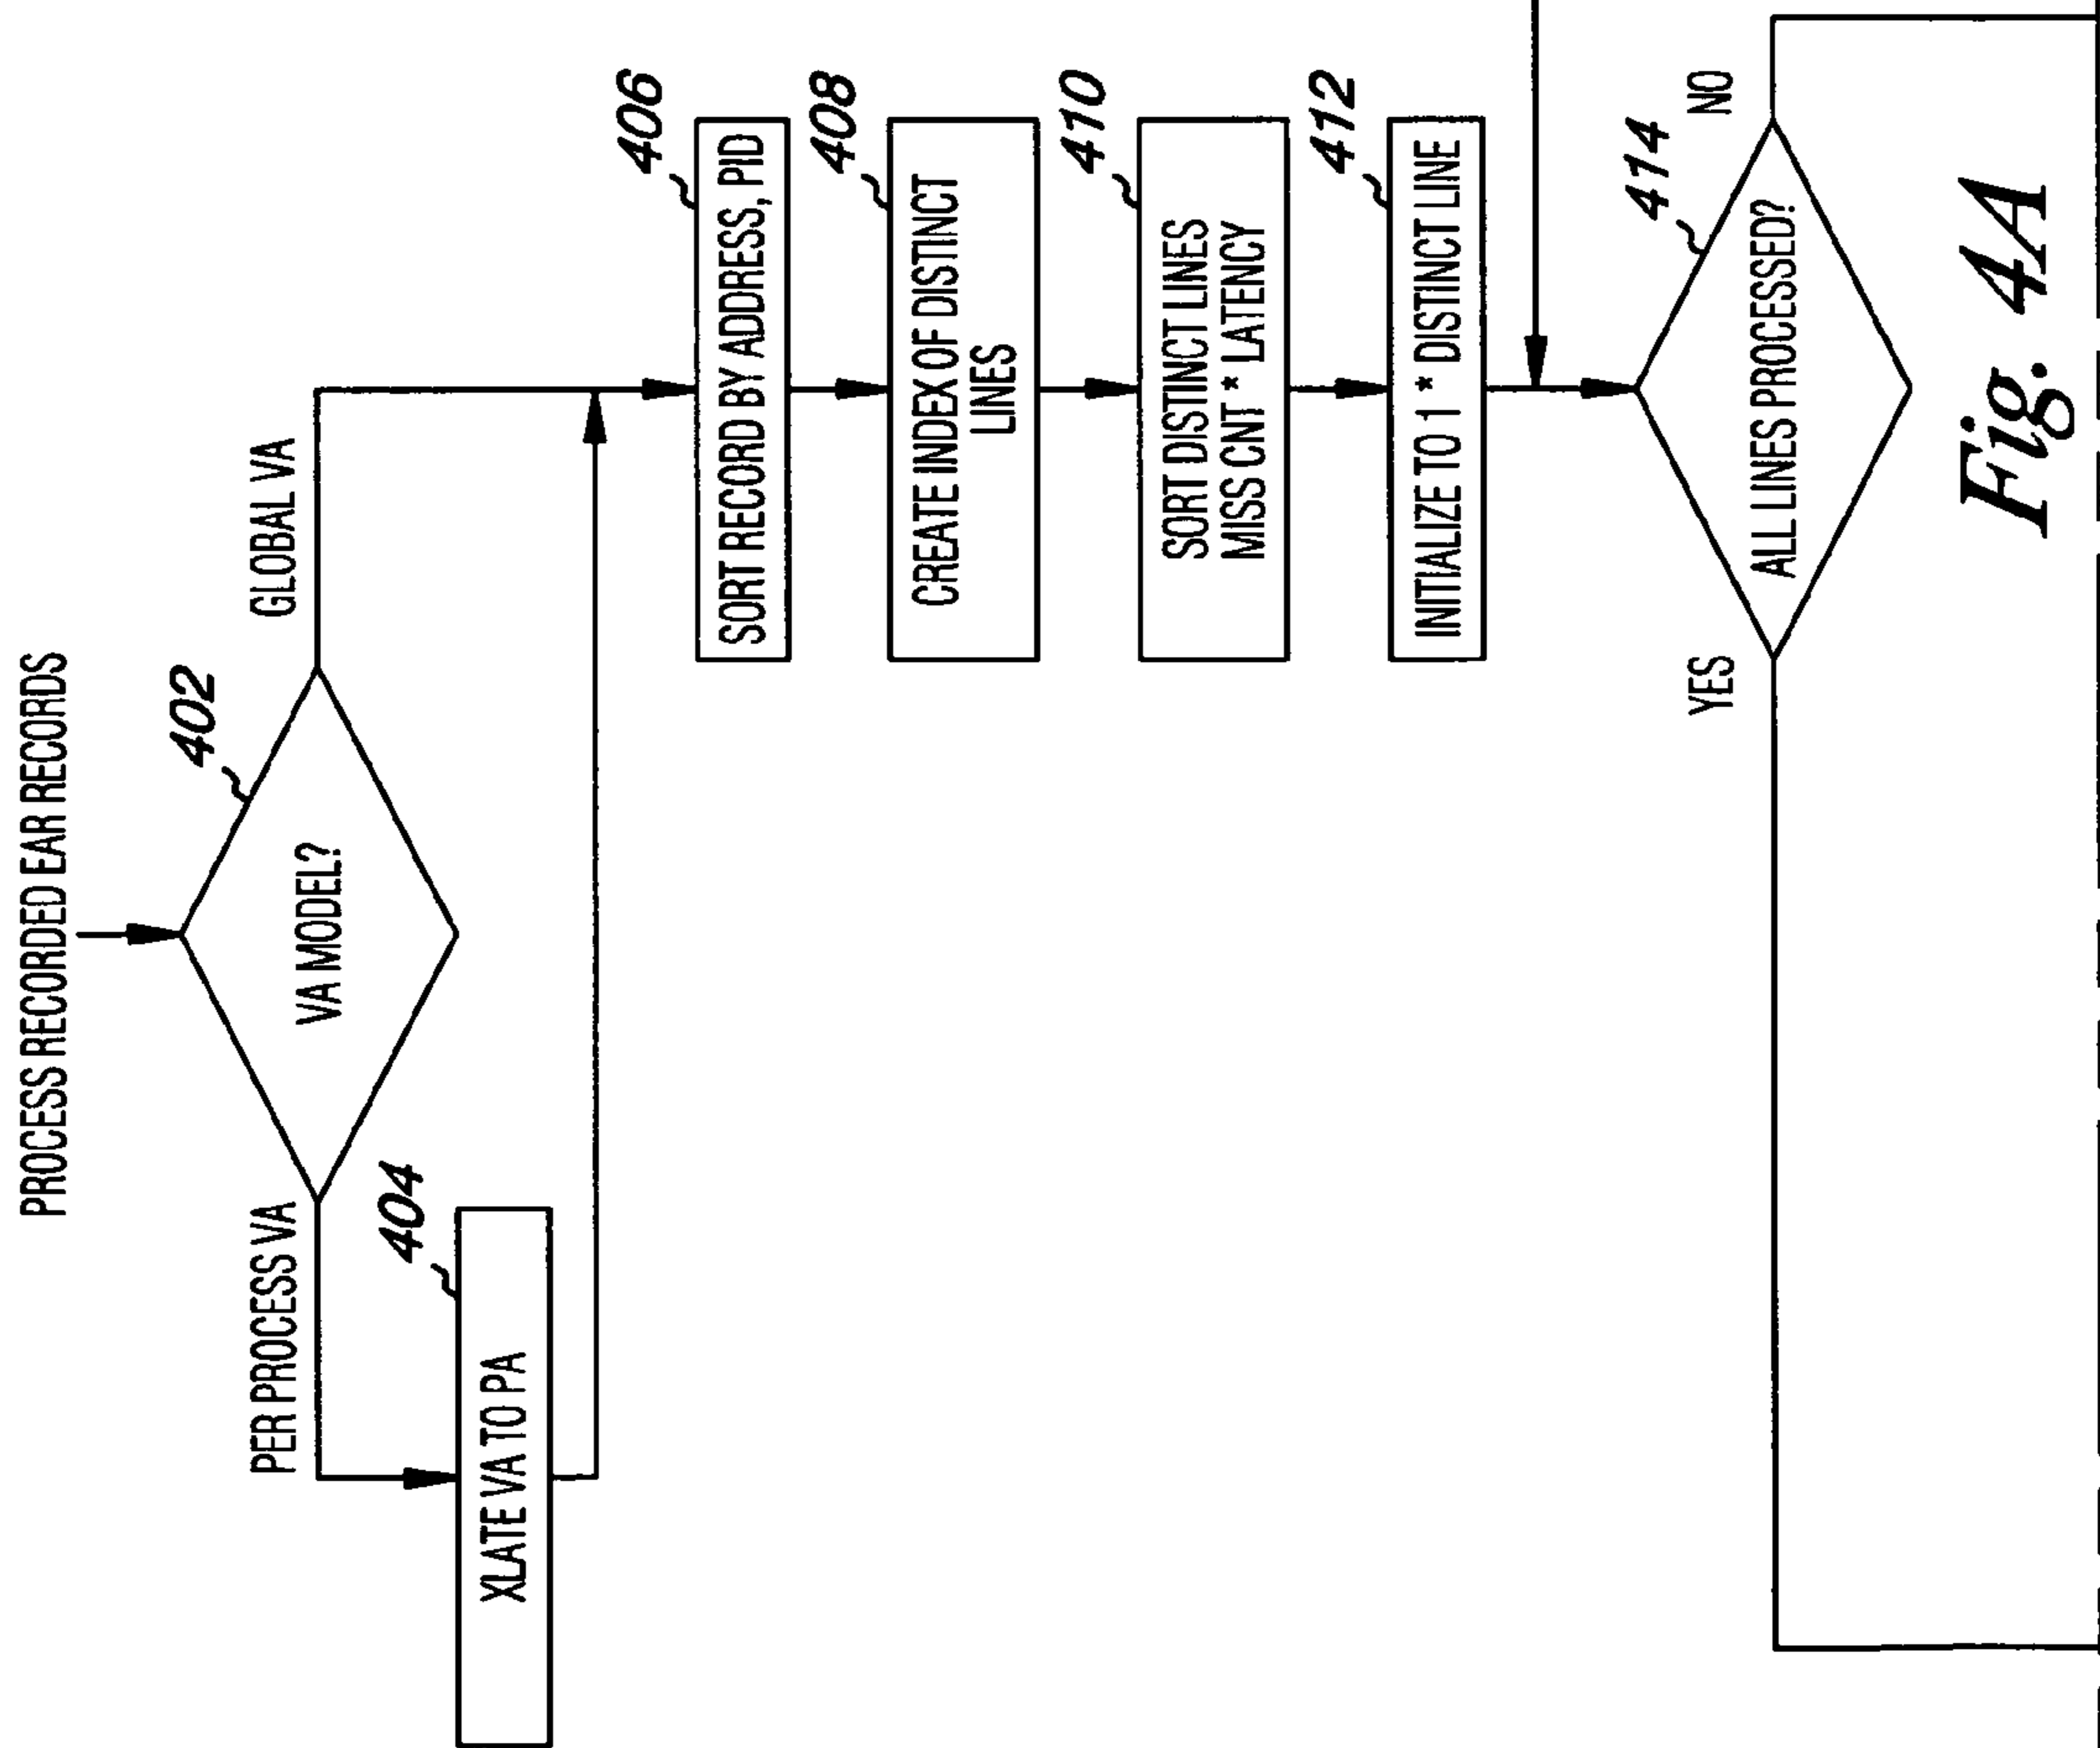 PROCESS RECORDED EAR RECORDS
402
VA MODEL?
PER PROCESS VA
GLOBAL VA
404
XLATE VA TO PA
406
SORT RECORD BY ADDRESS, PID
408
CREATE INDEX OF DISTINCT
LINES
410
SORT DISTINCT LINES
MISS CNT * LATENCY
412
INITIALIZE TO 1 * DISTINCT LINE
414
ALL LINES PROCESSED?
YES
NO
Fig. 4A